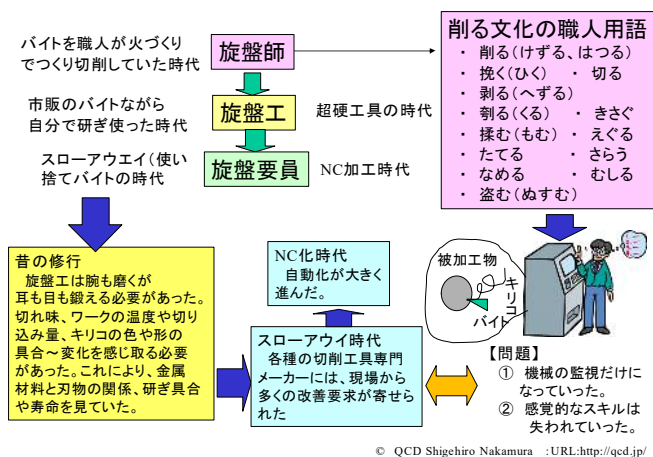 バイトを職人が火づくり
でつくり切削していた時代
旋盤師
市販のバイトながら
自分で研ぎ使った時代
旋盤工
超硬工具の時代
スローアウエイ(使い
捨てバイトの時代
旋盤要員
NC加工時代
削る文化の職人用語
・ 削る(けずる、はつる)
・ 挽く(ひく) ・ 切る
・ 剥る(へずる)
・ 刳る(くる) ・ きさぐ
・ 揉む(もむ) ・ えぐる
・ たてる ・ さらう
・ なめる ・ むしる
・ 盗む(ぬすむ)
昔の修行
旋盤工は腕も磨くが
耳も目も鍛える必要があった。
切れ味、ワークの温度や切り
込み量、キリコの色や形の
具合~変化を感じ取る必要
があった。これにより、金属
材料と刃物の関係、研ぎ具合
や寿命を見ていた。
NC化時代
自動化が大きく
進んだ。
スローアウイ時代
各種の切削工具専門
メーカーには、現場から
多くの改善要求が寄せら
れた
被加工物
キリコ
バイト
【問題】
① 機械の監視だけに
なっていった。
② 感覚的なスキルは
失われていった。
© QCD Shigehiro Nakamura :URL:http://qcd.jp/